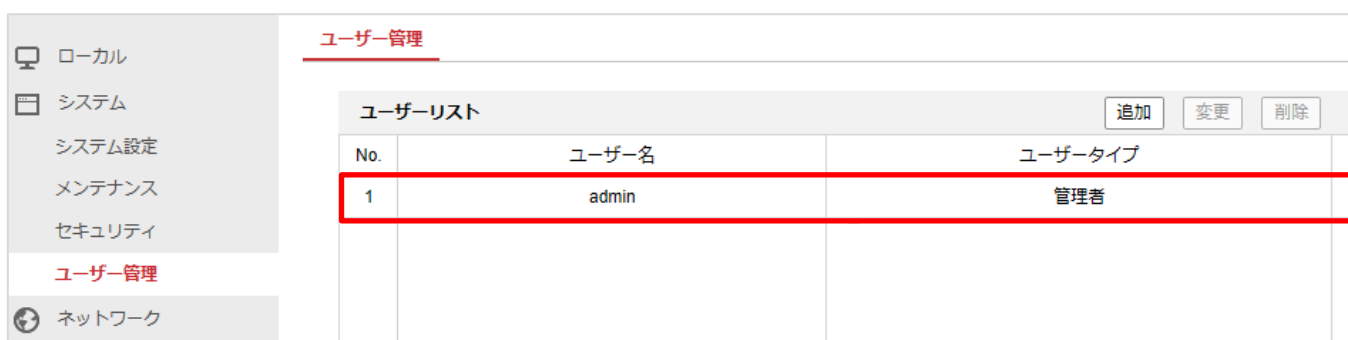 ローカル
システム
システム設定
メンテナンス
セキュリティ
ユーザー管理
ネットワーク
ユーザー管理
ユーザーリスト 追加 変更 削除
No. ユーザー名 ユーザータイプ
1 admin 管理者